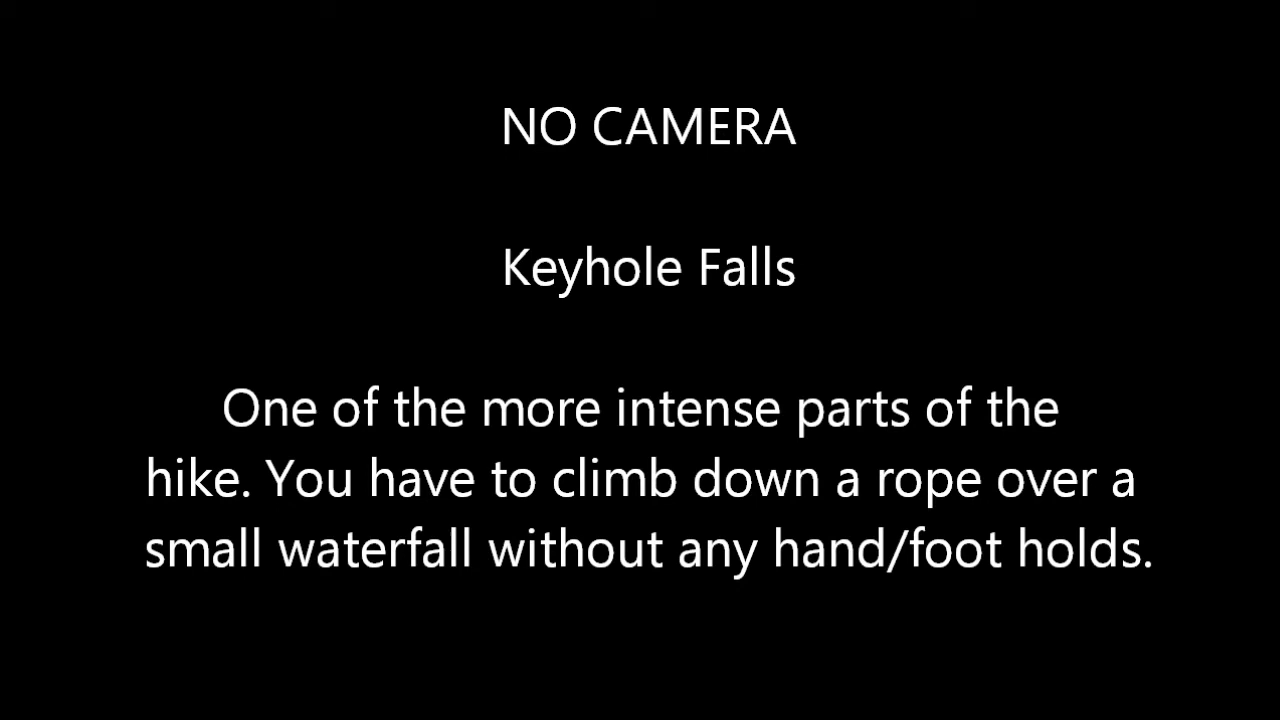 NO CAMERA
Keyhole Falls
One of the more intense parts of the
hike. You have to climb down a rope over a
small waterfall without any hand/foot holds.